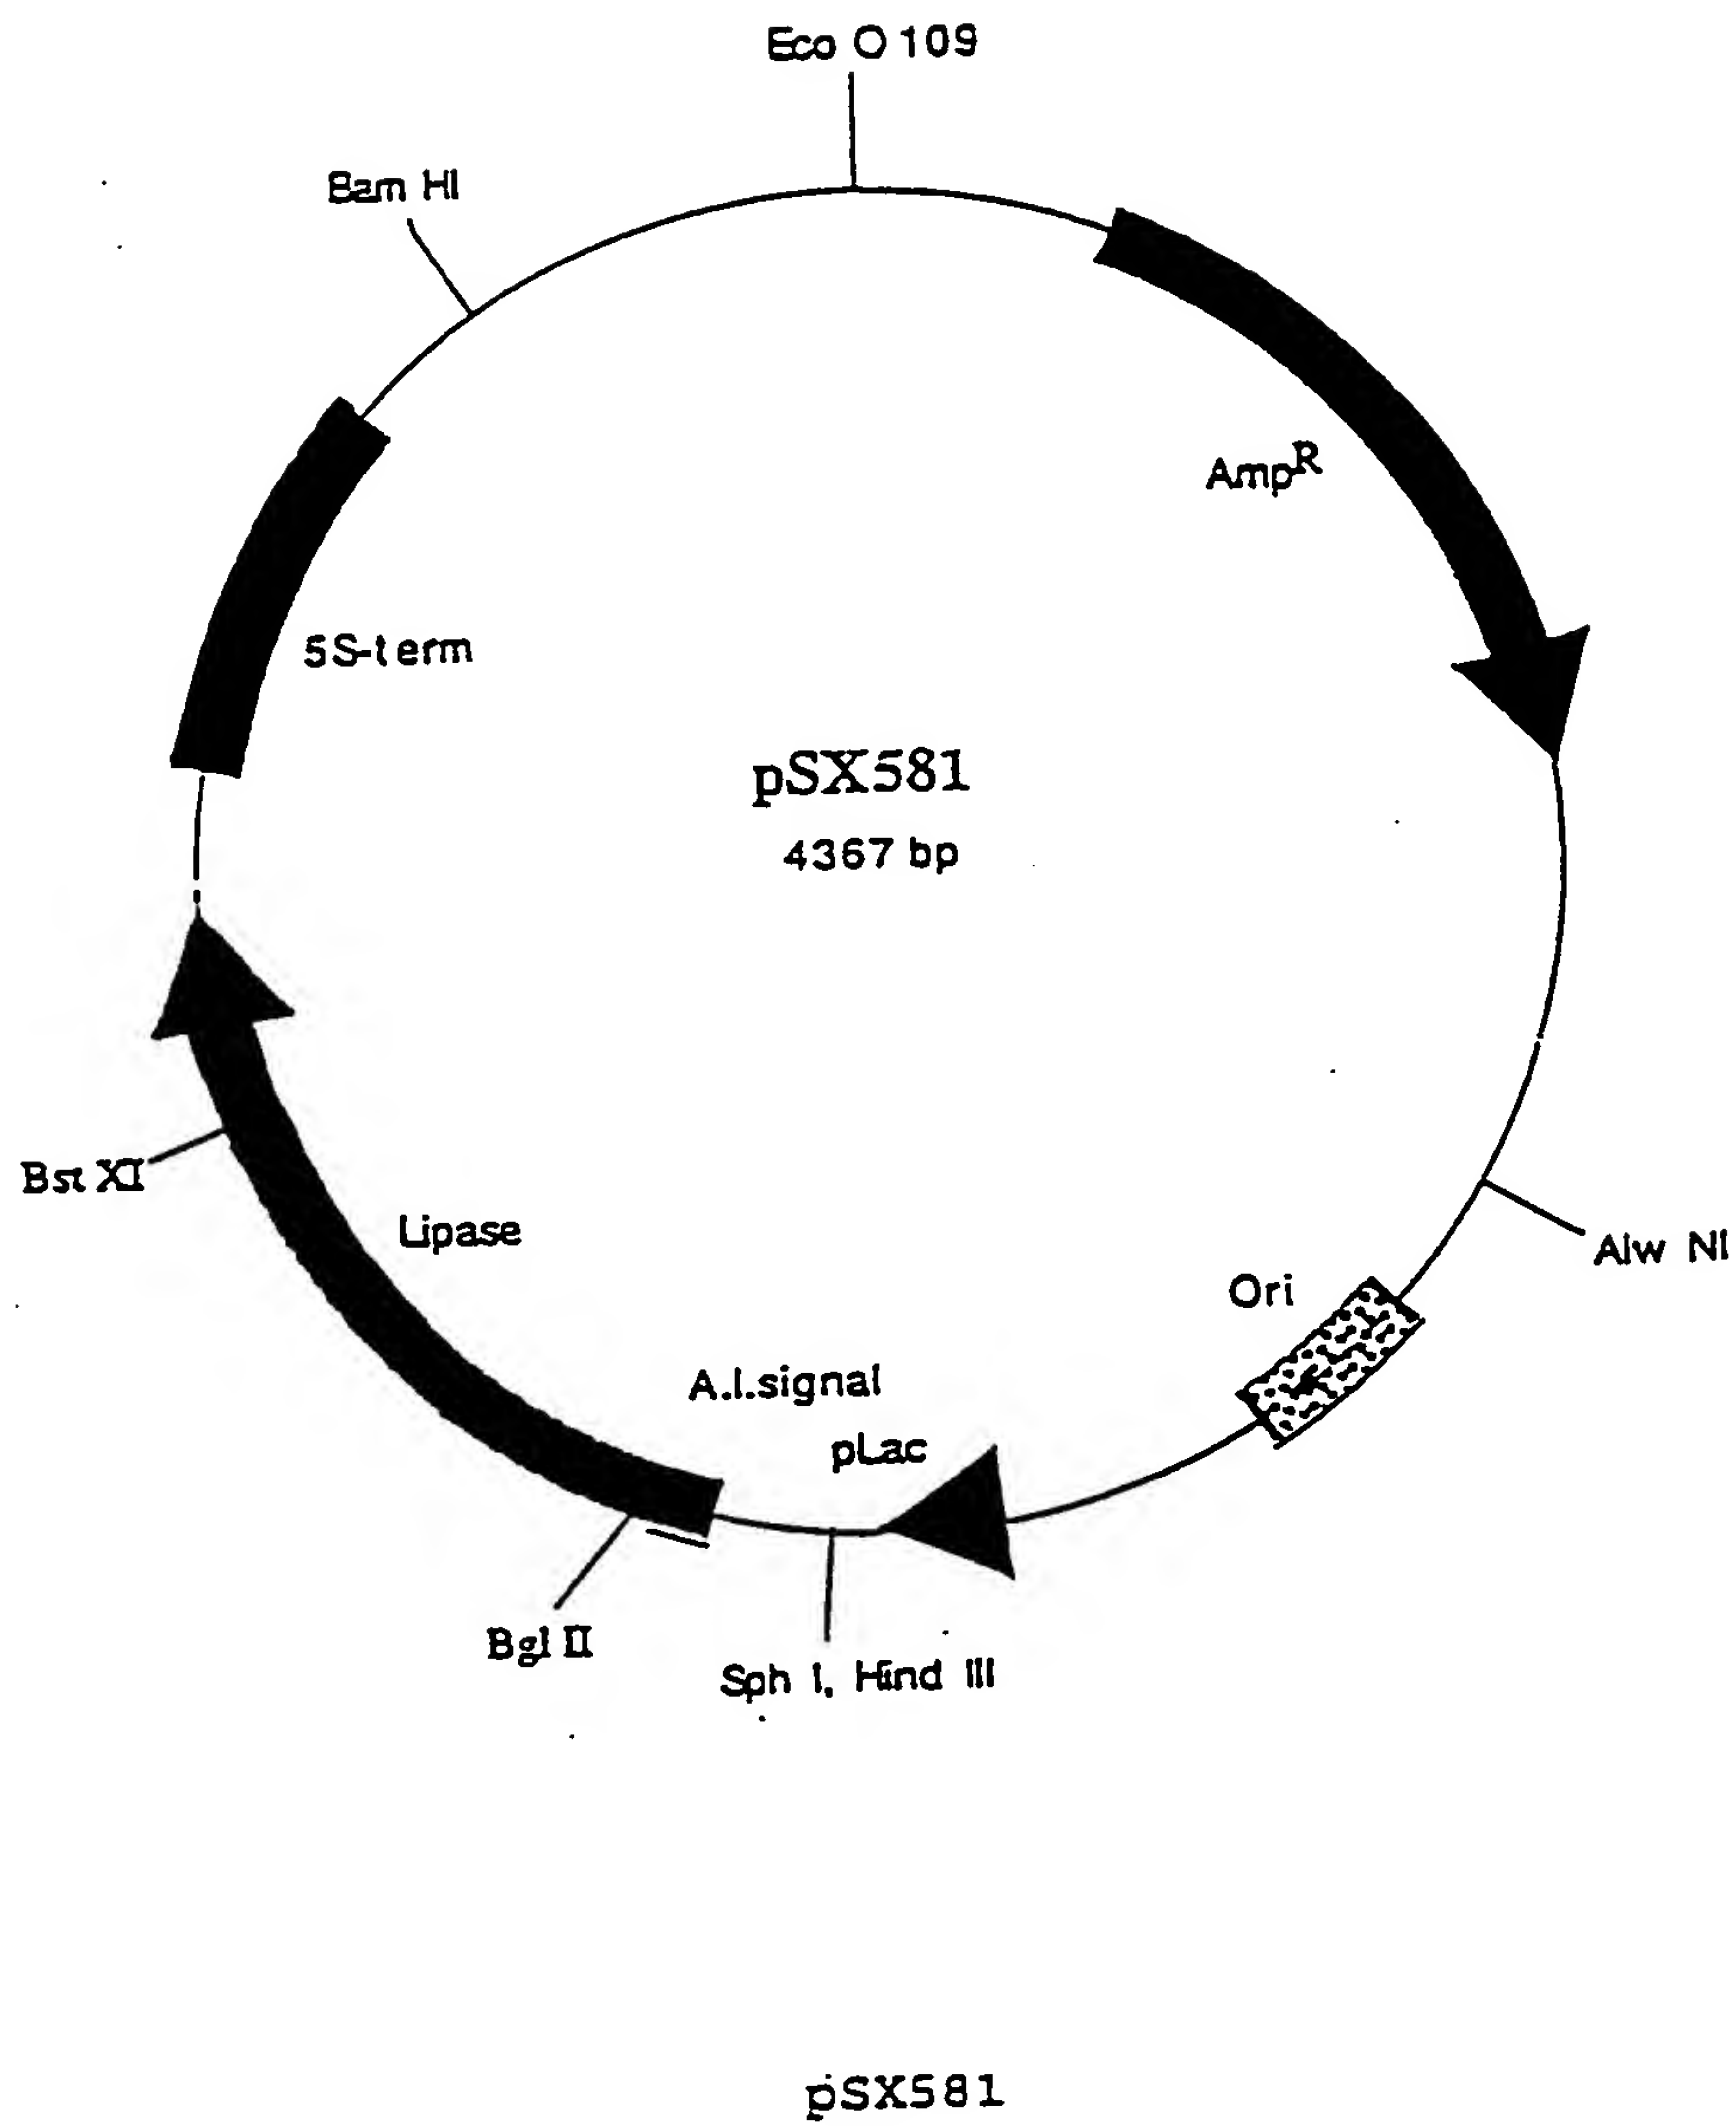 Eco O 109
Bam HI
Amp^R
5S-term
pSX581
4367 bp
Bst XI
Lipase
Alw NI
Ori
A.l.signal
pLac
Bgl II
Sph I, Hind III
pSX581